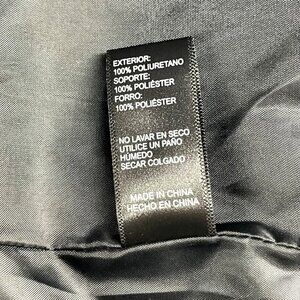 EXTERIOR:
100% POLIURETANO
SOPORTE:
100% POLIÉSTER
FORRO:
100% POLIÉSTER
NO LAVAR EN SECO
UTILICE UN PAÑO
HÚMEDO
SECAR COLGADO
MADE IN CHINA
HECHO EN CHINA